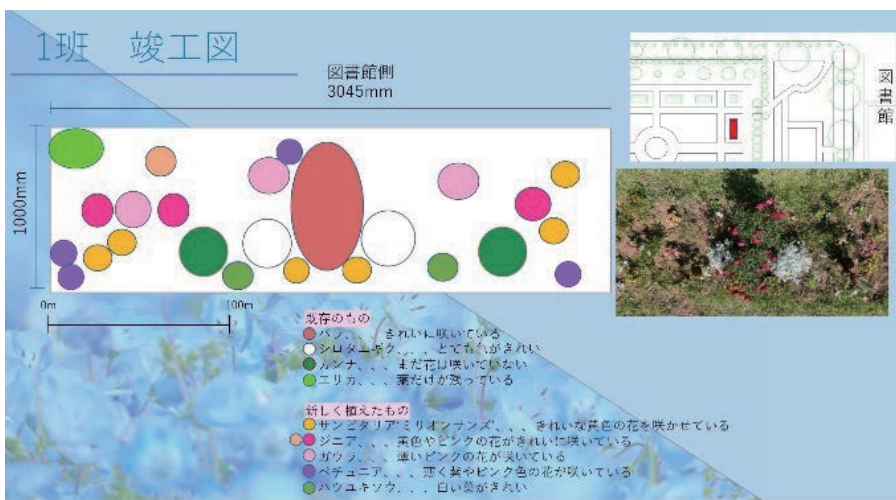 1班 竣工図
図書館側
3045mm
1000mm
図書館
0m
100m
既存のもの
バラ、、、きれいに咲いている
シロタエギク、、、とても色がきれい
カンナ、、、まだ花は咲いていない
エリカ、、、葉だけが残っている
新しく植えたもの
サンビタリア'ミリオンサンズ'、、、きれいな黄色の花を咲かせている
ジニア、、、黄色やピンクの花がきれいに咲いている
ガウラ、、、薄いピンクの花が咲いている
ペチュニア、、、薄く紫やピンク色の花が咲いている
ハツユキソウ、、、白い葉がきれい